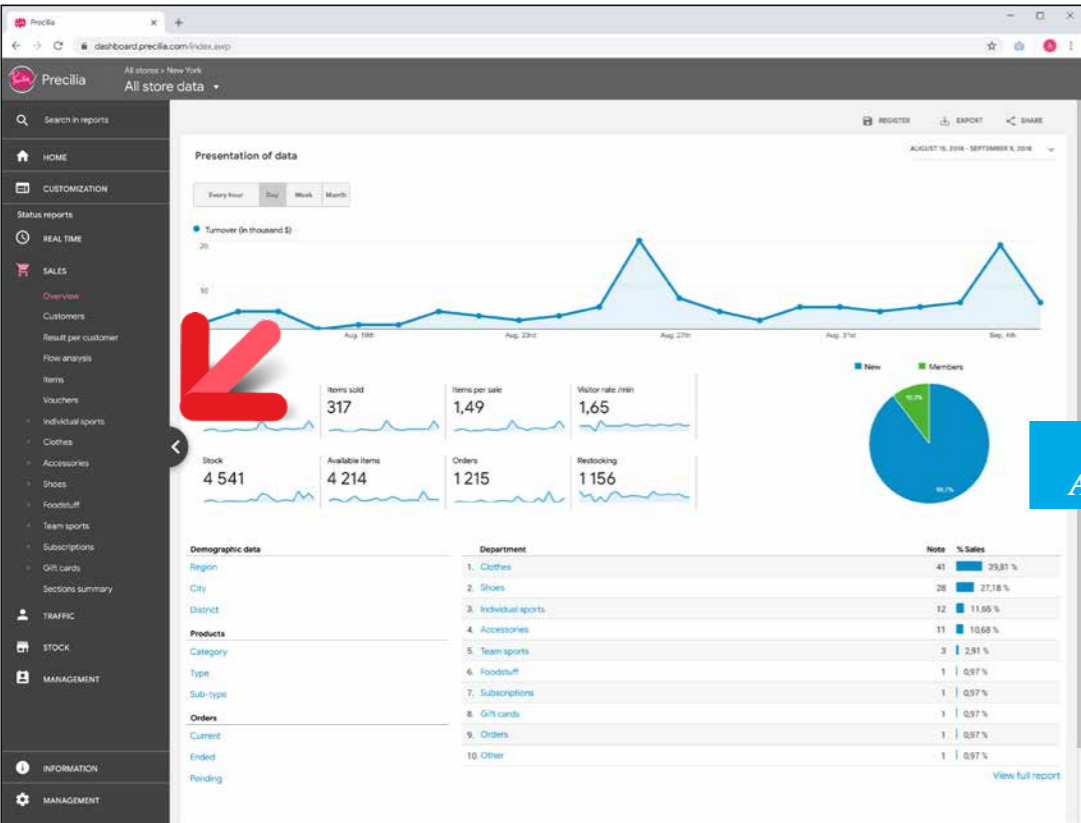 Precilia
dashboard.precilia.com/index.awp
A
Precilia
All stores > New York
All store data
Search in reports
REGISTER
EXPORT
SHARE
HOME
Presentation of data
AUGUST 15, 2018 - SEPTEMBER 5, 2018
CUSTOMIZATION
Every hour Day Week Month
Status reports
REAL TIME
Turnover (in thousand $)
20
SALES
10
Overview
Customers
Result per customer
Flow analysis
Items
Vouchers
Individual sports
Clothes
Accessories
Shoes
Foodstuff
Team sports
Subscriptions
Gift cards
Sections summary
TRAFFIC
STOCK
MANAGEMENT
INFORMATION
MANAGEMENT
Aug. 19th Aug. 23rd Aug. 27th Aug. 31st Sep. 4th
New Members
Items sold Items per sale Visitor rate /min
317 1,49 1,65
Stock Available items Orders Restocking
4 541 4 214 1 215 1 156
A
Demographic data
Region
City
District
Products
Category
Type
Sub-type
Orders
Current
Ended
Pending
Department Note % Sales
1. Clothes 41 29,81 %
2. Shoes 28 27,18 %
3. Individual sports 12 11,65 %
4. Accessories 11 10,68 %
5. Team sports 3 2,91 %
6. Foodstuff 1 0,97 %
7. Subscriptions 1 0,97 %
8. Gift cards 1 0,97 %
9. Orders 1 0,97 %
10. Other 1 0,97 %
View full report